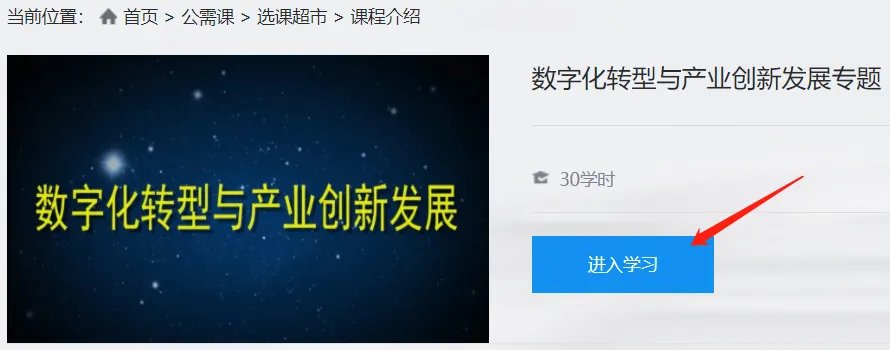 当前位置： 首页 > 公需课 > 选课超市 > 课程介绍
数字化转型与产业创新发展
数字化转型与产业创新发展专题
30学时
进入学习